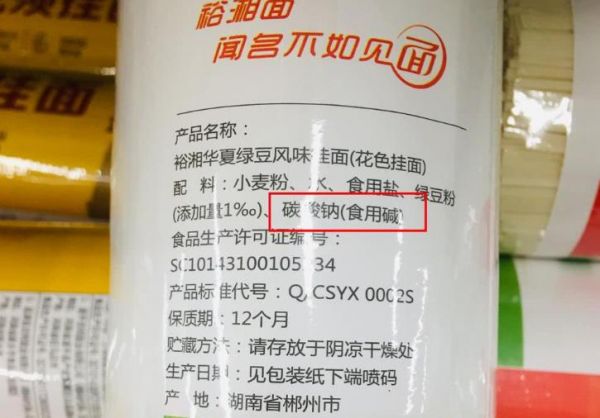 裕湘面
闻名不如见面
挂面
产品名称：
裕湘华夏绿豆风味挂面(花色挂面)
配 料：小麦粉、水、食用盐、绿豆粉
(添加量1‰)、碳酸钠(食用碱)
食品生产许可证编号：
SC10143100105334
产品标准代号：Q/CSYX 0002S
保质期：12个月
贮藏方法：请存放于阴凉干燥处
生产日期：见包装纸下端喷码
产 地：湖南省郴州市